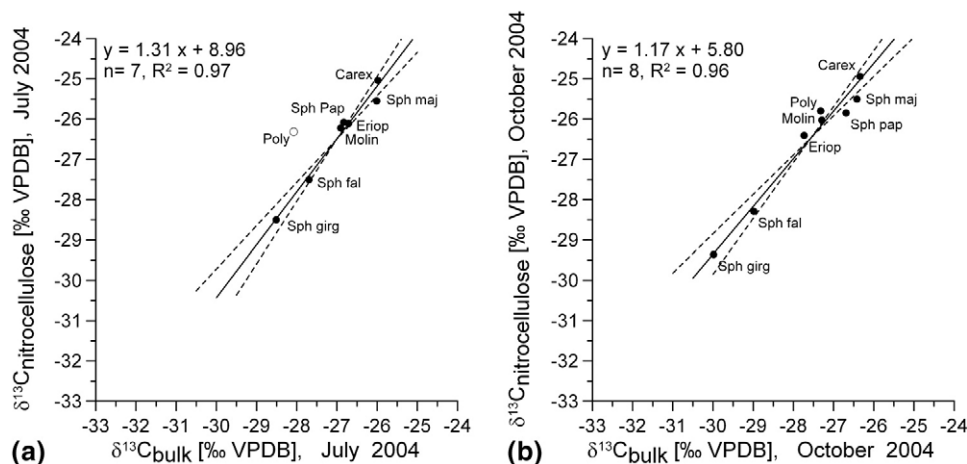 y = 1.31 x + 8.96
n= 7, R² = 0.97
-24
-25
-26
-27
-28
-29
-30
-31
-32
-33
-33 -32 -31 -30 -29 -28 -27 -26 -25 -24
δ¹³Cnitrocellulose [‰ VPDB], July 2004
δ¹³Cbulk [‰ VPDB], July 2004
Carex
Sph maj
Sph Pap
Eriop
Molin
Poly
Sph fal
Sph girg
(a)
y = 1.17 x + 5.80
n= 8, R² = 0.96
-24
-25
-26
-27
-28
-29
-30
-31
-32
-33
-33 -32 -31 -30 -29 -28 -27 -26 -25 -24
δ¹³Cnitrocellulose [‰ VPDB], October 2004
δ¹³Cbulk [‰ VPDB], October 2004
Carex
Sph maj
Poly
Molin
Sph pap
Eriop
Sph fal
Sph girg
(b)